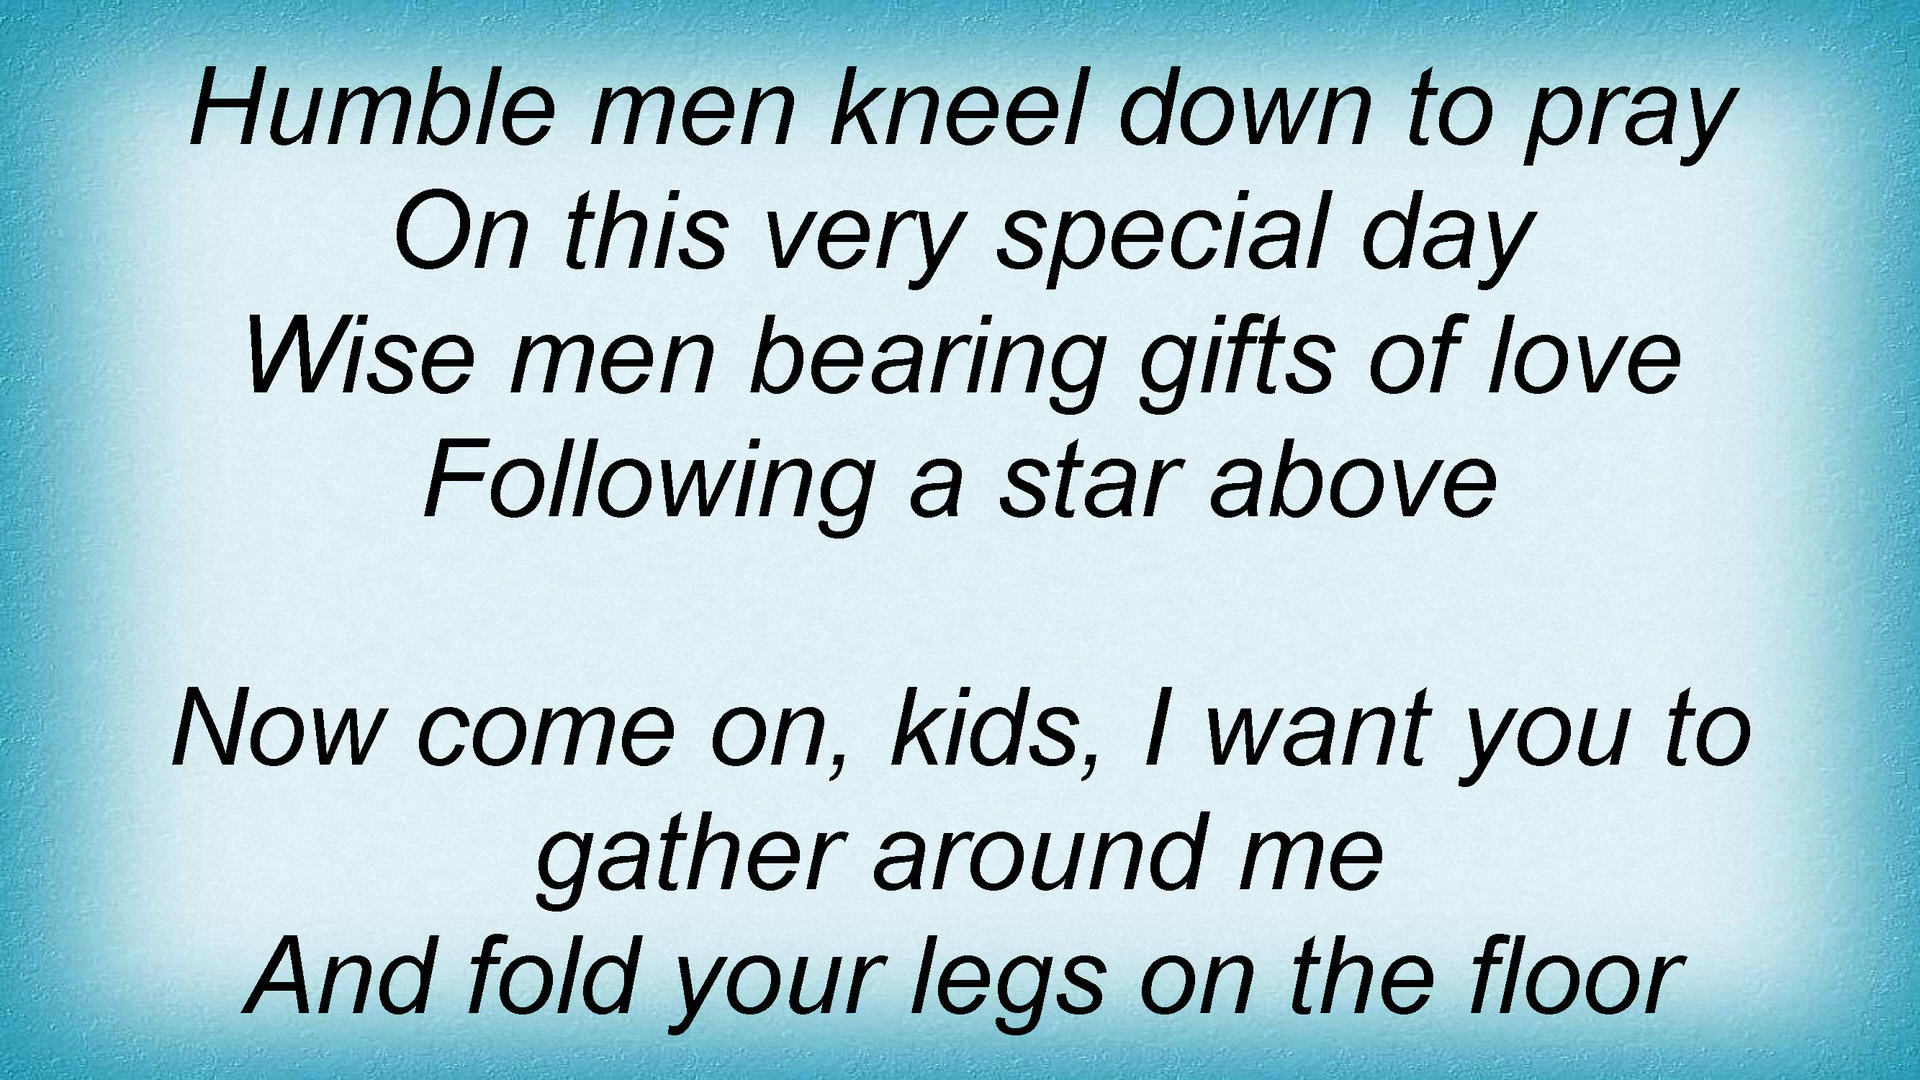 Humble men kneel down to pray
On this very special day
Wise men bearing gifts of love
Following a star above
Now come on, kids, I want you to
gather around me
And fold your legs on the floor